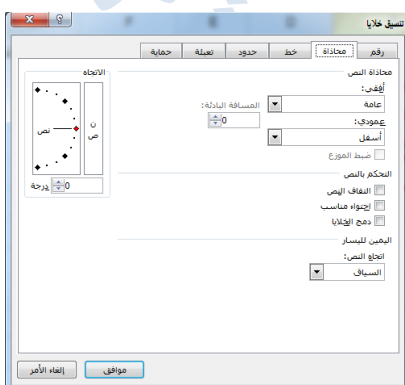 تنسيق خلايا
رقم محاذاة خط حدود تعبئة حماية
محاذاة النص
أفقي:
عامة
المسافة البادئة:
0
عمودي:
أسفل
ضبط الموزع
التحكم بالنص
التفاف النص
احتواء مناسب
دمج الخلايا
اليمين لليسار
اتجاه النص:
السياق
الاتجاه
ن
ص
نص
0 درجة
موافق إلغاء الأمر